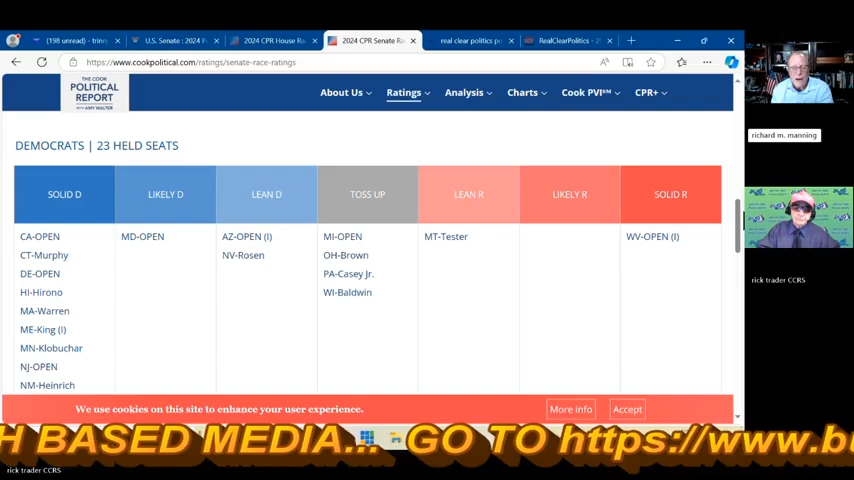 (198 unread) - trinn
U.S. Senate : 2024 P
2024 CPR House Ra
2024 CPR Senate Ra
real clear politics po
RealClearPolitics - 2
https://www.cookpolitical.com/ratings/senate-race-ratings
THE COOK
POLITICAL
REPORT
WITH AMY WALTER
About Us
Ratings
Analysis
Charts
Cook PVI℠
CPR+
richard m. manning
DEMOCRATS | 23 HELD SEATS
SOLID D
LIKELY D
LEAN D
TOSS UP
LEAN R
LIKELY R
SOLID R
CA-OPEN
MD-OPEN
AZ-OPEN (I)
MI-OPEN
MT-Tester
WV-OPEN (I)
CT-Murphy
NV-Rosen
OH-Brown
DE-OPEN
PA-Casey Jr.
HI-Hirono
WI-Baldwin
MA-Warren
ME-King (I)
MN-Klobuchar
NJ-OPEN
NM-Heinrich
rick trader CCRS
We use cookies on this site to enhance your user experience.
More info
Accept
H BASED MEDIA... GO TO https://www.bu
rick trader CCRS